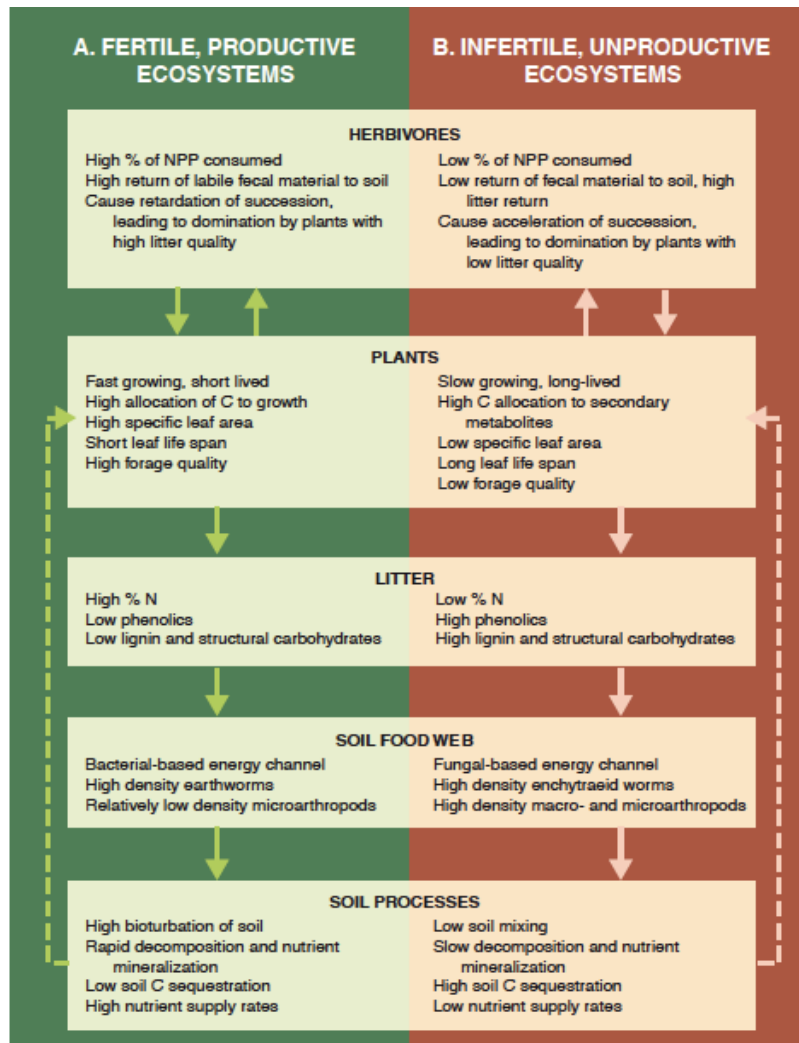 A. FERTILE, PRODUCTIVE
ECOSYSTEMS
B. INFERTILE, UNPRODUCTIVE
ECOSYSTEMS
HERBIVORES
High % of NPP consumed
High return of labile fecal material to soil
Cause retardation of succession,
leading to domination by plants with
high litter quality
Low % of NPP consumed
Low return of fecal material to soil, high
litter return
Cause acceleration of succession,
leading to domination by plants with
low litter quality
PLANTS
Fast growing, short lived
High allocation of C to growth
High specific leaf area
Short leaf life span
High forage quality
Slow growing, long-lived
High C allocation to secondary
metabolites
Low specific leaf area
Long leaf life span
Low forage quality
LITTER
High % N
Low phenolics
Low lignin and structural carbohydrates
Low % N
High phenolics
High lignin and structural carbohydrates
SOIL FOOD WEB
Bacterial-based energy channel
High density earthworms
Relatively low density microarthropods
Fungal-based energy channel
High density enchytraeid worms
High density macro- and microarthropods
SOIL PROCESSES
High bioturbation of soil
Rapid decomposition and nutrient
mineralization
Low soil C sequestration
High nutrient supply rates
Low soil mixing
Slow decomposition and nutrient
mineralization
High soil C sequestration
Low nutrient supply rates